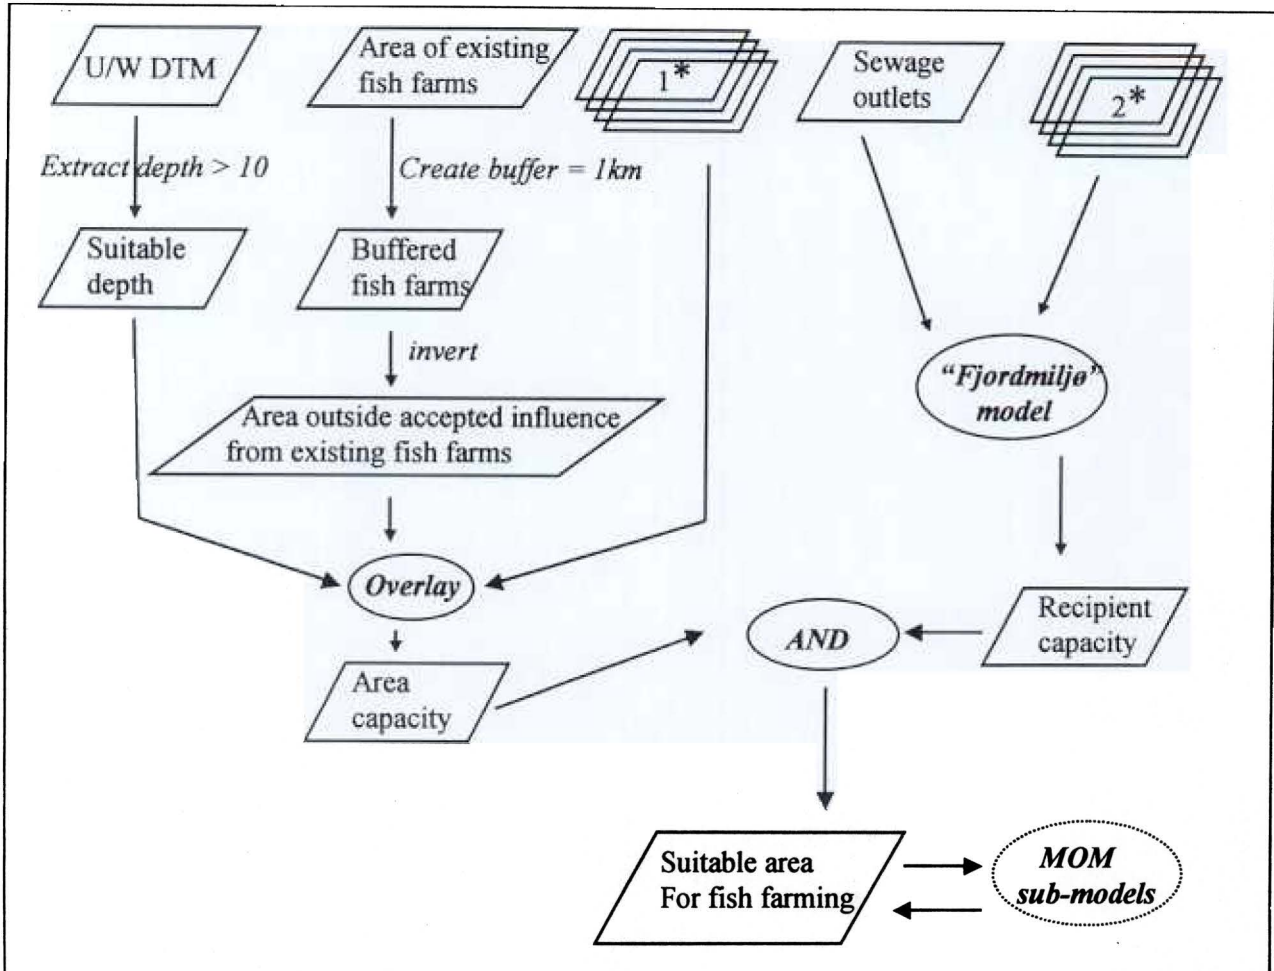 U/W DTM
Area of existing
fish farms
1*
Sewage
outlets
2*
Extract depth > 10
Create buffer = 1km
Suitable
depth
Buffered
fish farms
invert
"Fjordmiljø"
model
Area outside accepted influence
from existing fish farms
Overlay
AND
Recipient
capacity
Area
capacity
Suitable area
For fish farming
MOM
sub-models